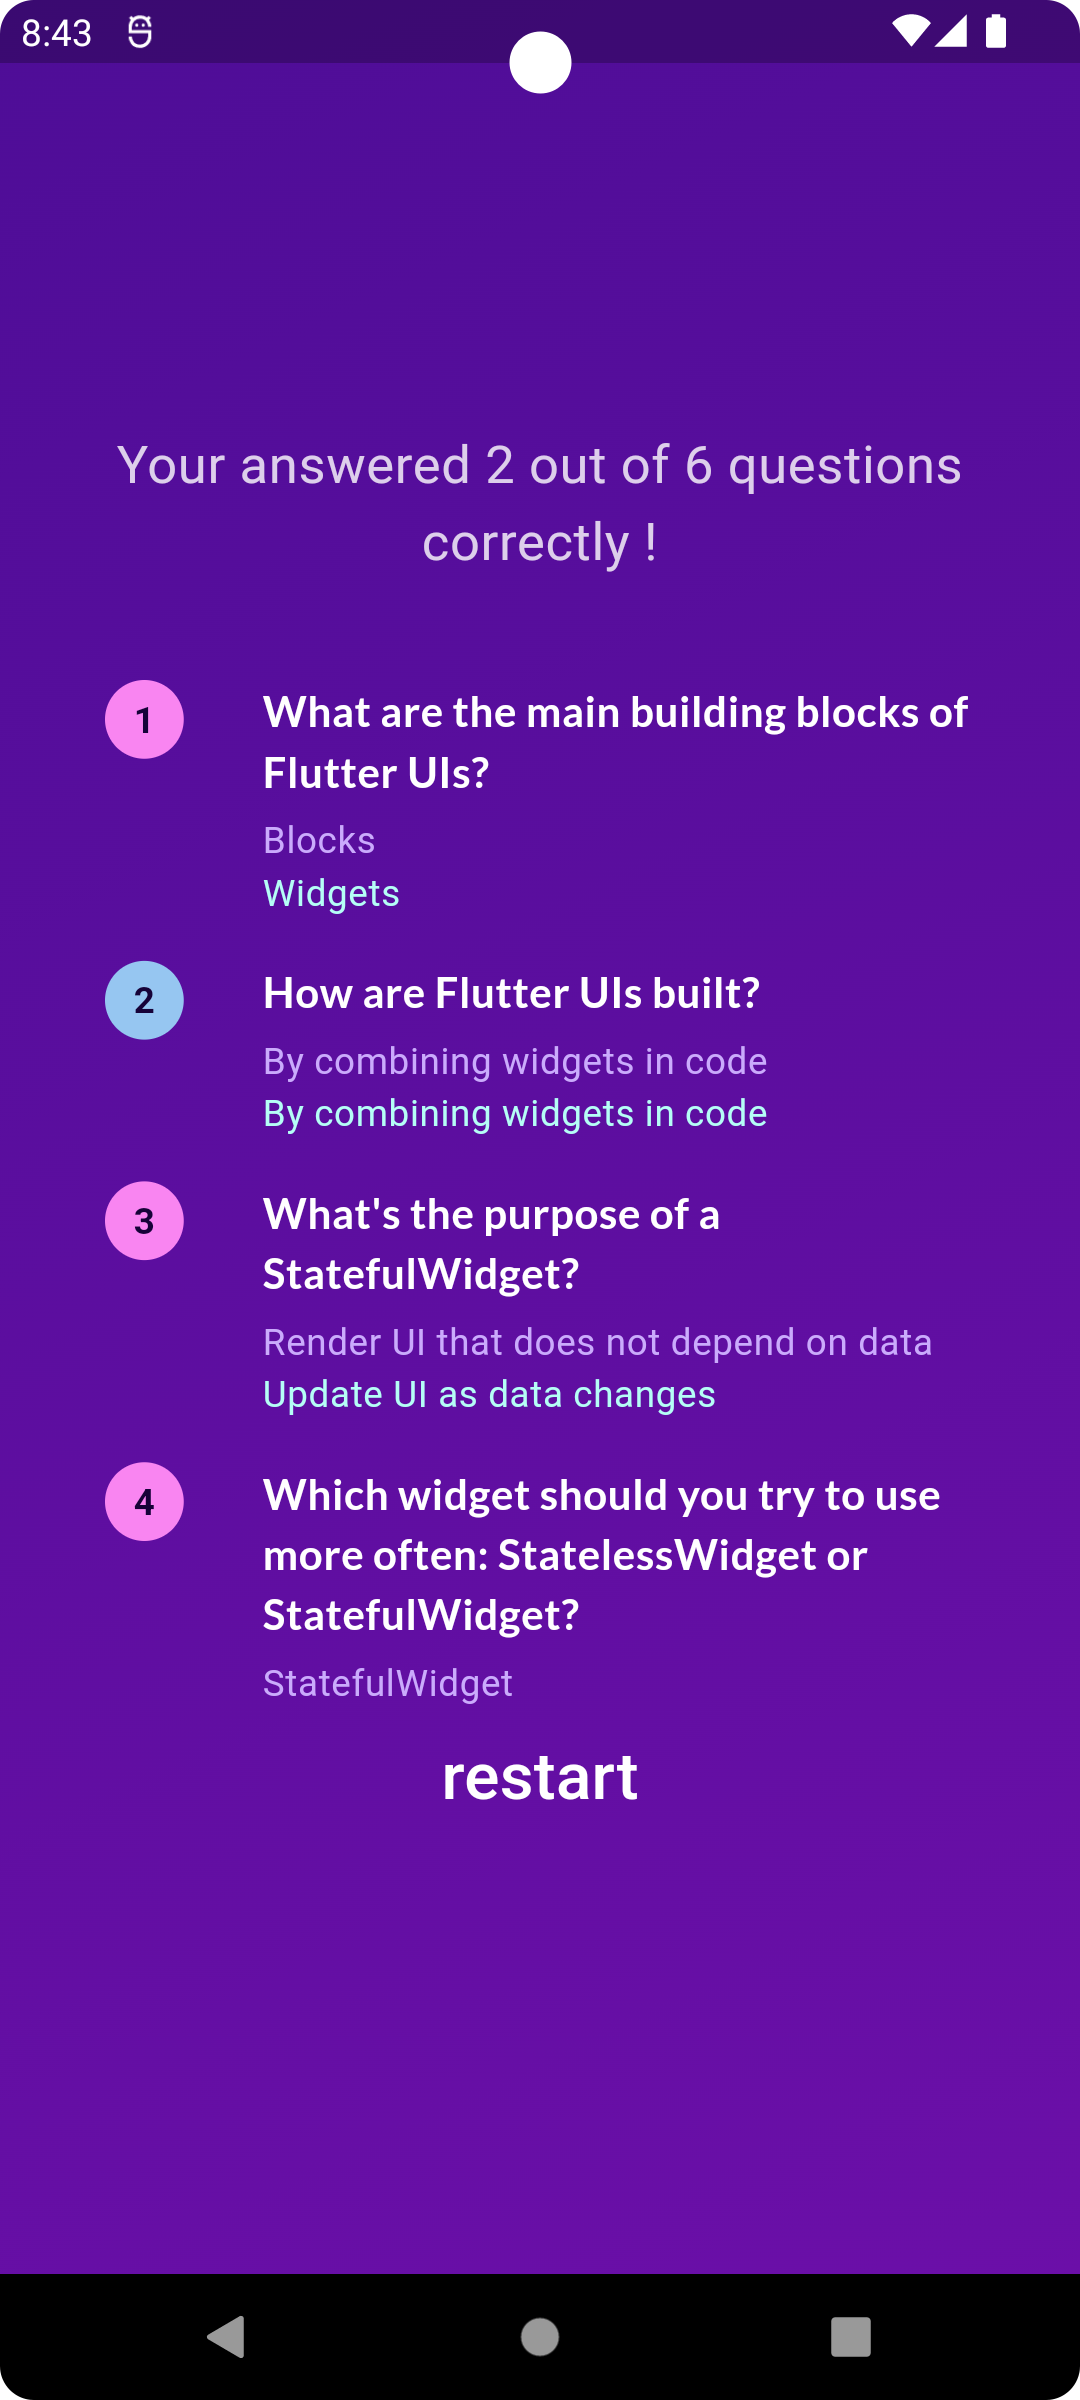 8:43
Your answered 2 out of 6 questions
correctly !
1
What are the main building blocks of
Flutter UIs?
Blocks
Widgets
2
How are Flutter UIs built?
By combining widgets in code
By combining widgets in code
3
What's the purpose of a
StatefulWidget?
Render UI that does not depend on data
Update UI as data changes
4
Which widget should you try to use
more often: StatelessWidget or
StatefulWidget?
StatefulWidget
restart